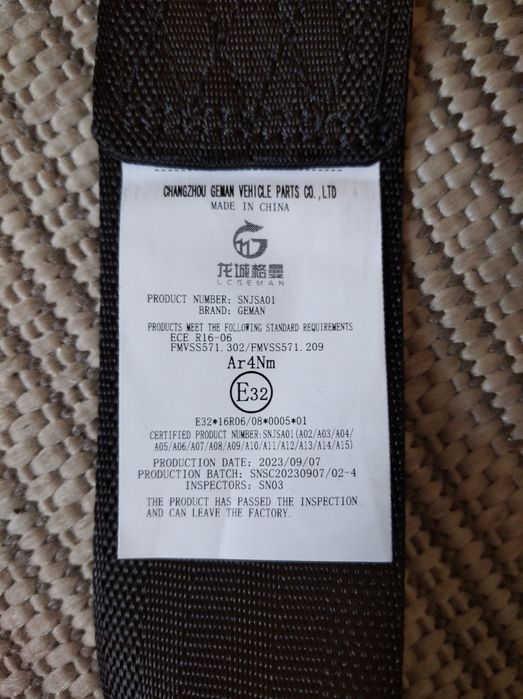 CHANGZHOU GEMAN VEHICLE PARTS CO.,LTD
MADE IN CHINA
龙城格曼
LCGEMAN
PRODUCT NUMBER: SNJSA01
BRAND: GEMAN
PRODUCTS MEET THE FOLLOWING STANDARD REQUIREMENTS
ECE R16-06
FMVSS571.302/FMVSS571.209
Ar4Nm
E32
E32*16R06/08*0005*01
CERTIFIED PRODUCT NUMBER:SNJSA01(A02/A03/A04/
A05/A06/A07/A08/A09/A10/A11/A12/A13/A14/A15)
PRODUCTION DATE: 2023/09/07
PRODUCTION BATCH: SNSC20230907/02-4
INSPECTORS: SN03
THE PRODUCT HAS PASSED THE INSPECTION
AND CAN LEAVE THE FACTORY.